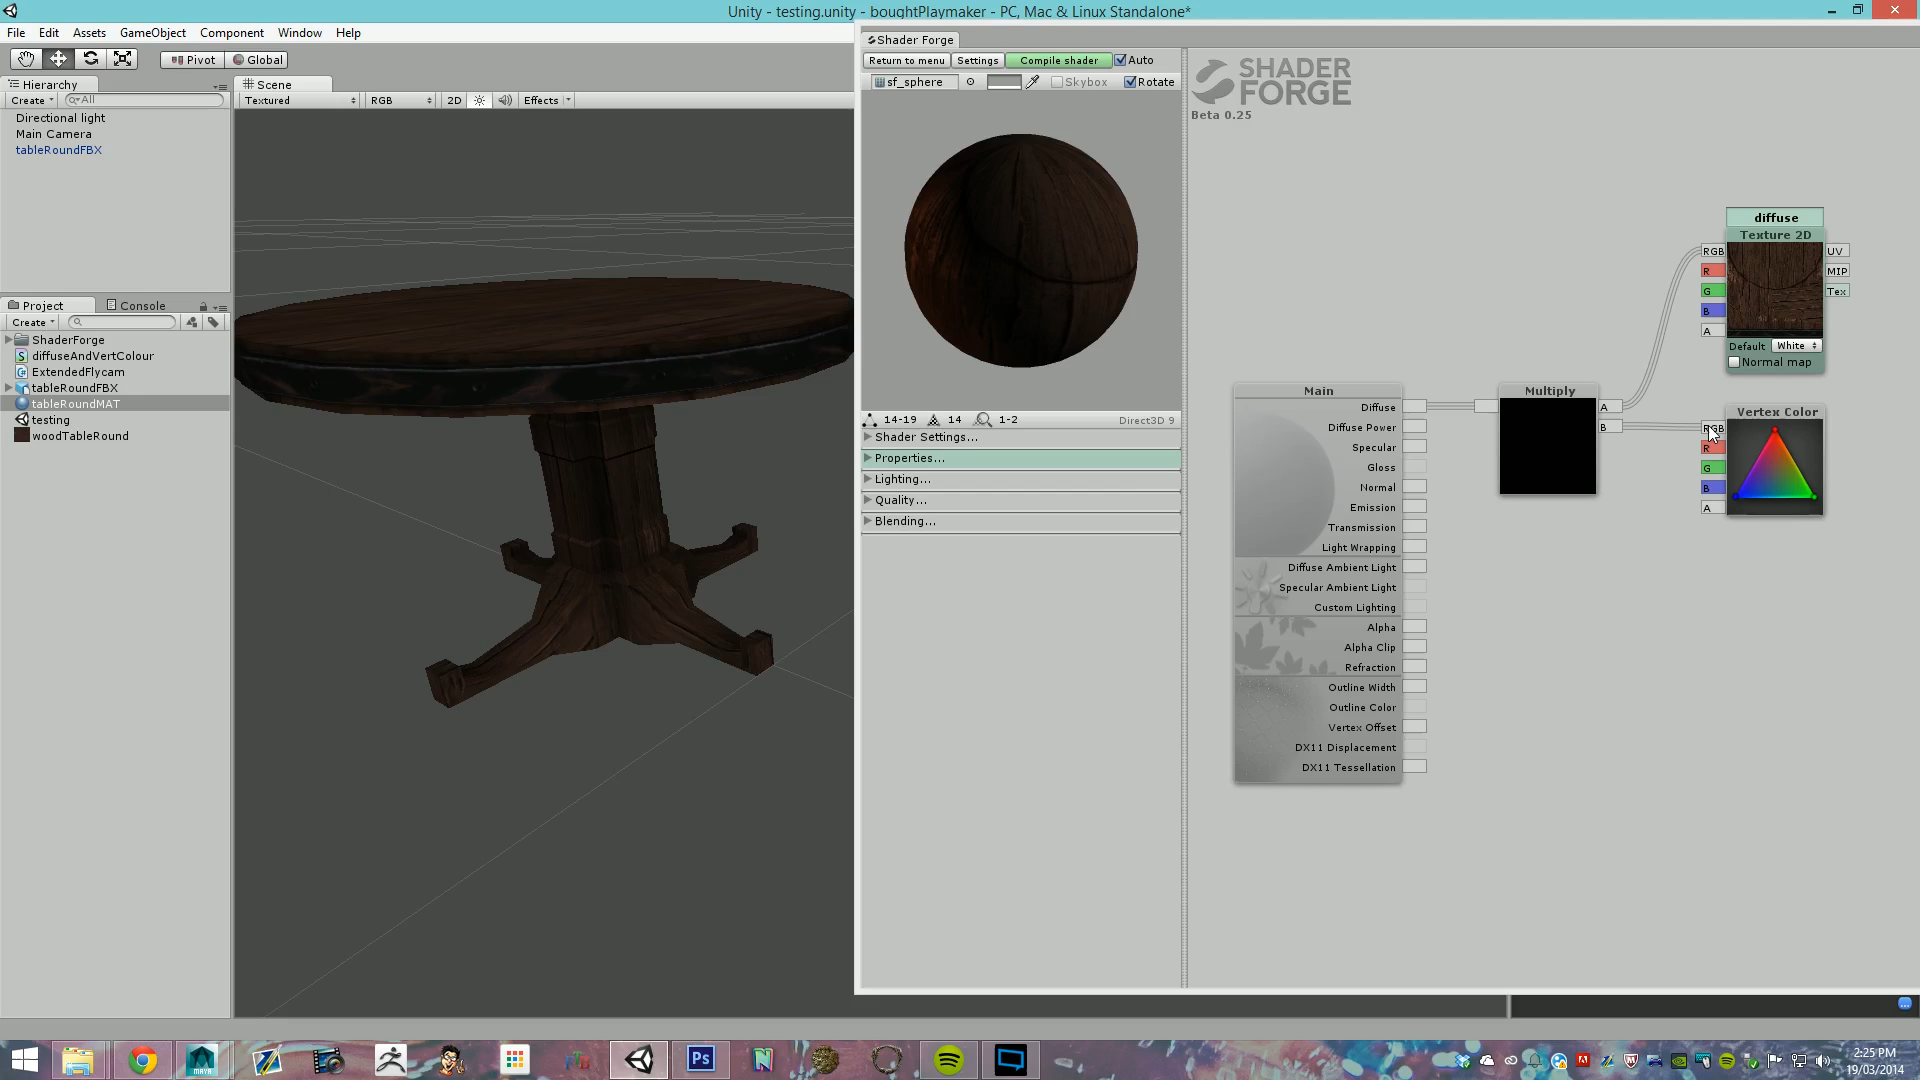 Unity - testing.unity - boughtPlaymaker - PC, Mac & Linux Standalone*
File Edit Assets GameObject Component Window Help
Pivot Global
Hierarchy
Create All
Directional light
Main Camera
tableRoundFBX
Scene
Textured RGB 2D Effects
Project Console
Create
ShaderForge
diffuseAndVertColour
ExtendedFlycam
tableRoundFBX
tableRoundMAT
testing
woodTableRound
Shader Forge
Return to menu Settings Compile shader Auto
sf_sphere Skybox Rotate
14-19 14 1-2 Direct3D 9
Shader Settings...
Properties...
Lighting...
Quality...
Blending...
SHADER
FORGE
Beta 0.25
Main
Diffuse
Diffuse Power
Specular
Gloss
Normal
Emission
Transmission
Light Wrapping
Diffuse Ambient Light
Specular Ambient Light
Custom Lighting
Alpha
Alpha Clip
Refraction
Outline Width
Outline Color
Vertex Offset
DX11 Displacement
DX11 Tessellation
Multiply
A
B
diffuse
Texture 2D
RGB UV
R MIP
G Tex
B
A
Default White
Normal map
Vertex Color
RGB
R
G
B
A
MAYA
Ps
N
2:25 PM
19/03/2014